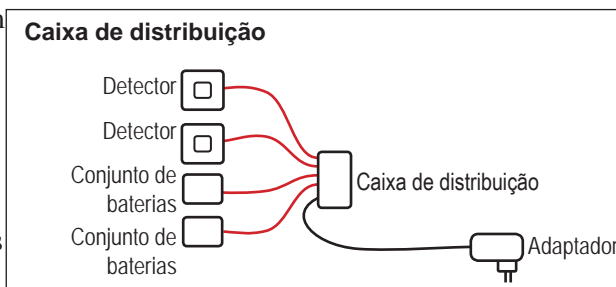 Caixa de distribuição
Detector
Detector
Conjunto de
baterias
Caixa de distribuição
Conjunto de
baterias
Adaptador